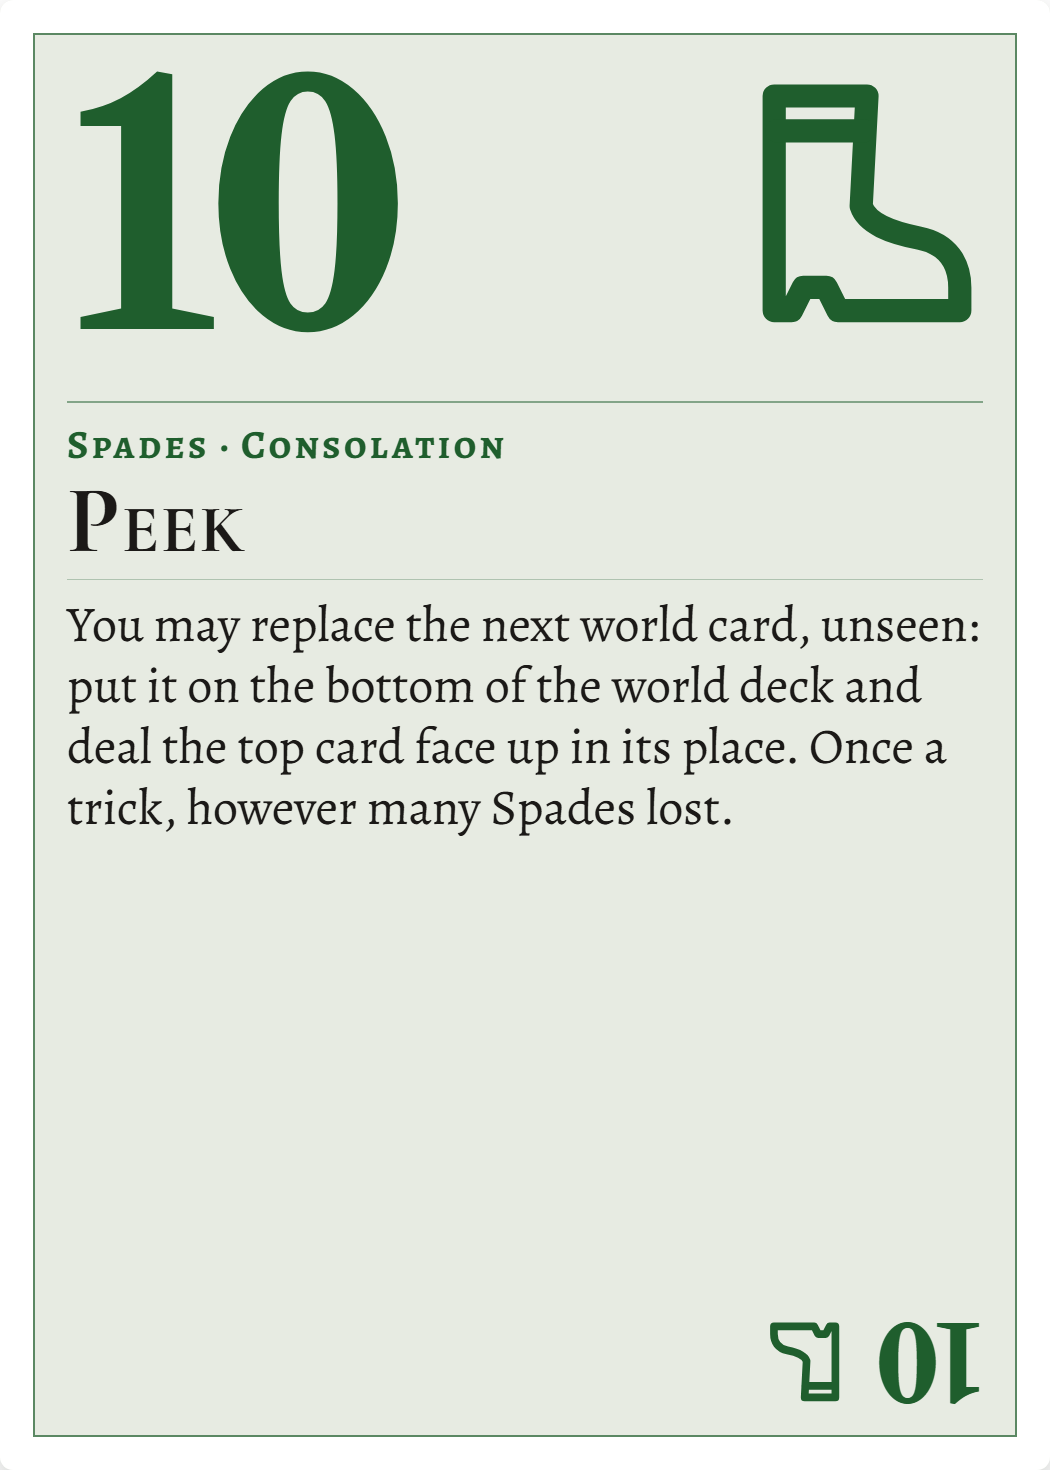 10
Spades · Consolation
Peek
You may replace the next world card, unseen:
put it on the bottom of the world deck and
deal the top card face up in its place. Once a
trick, however many Spades lost.
10